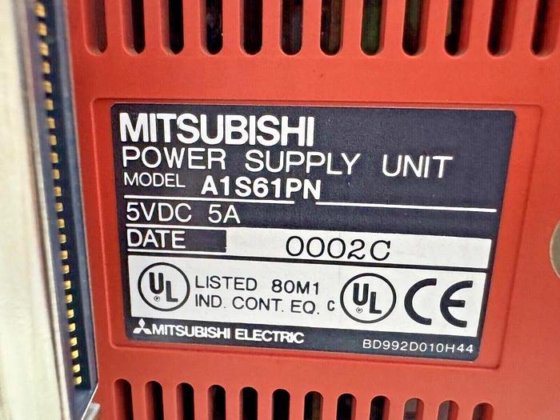 MITSUBISHI
POWER SUPPLY UNIT
MODEL A1S61PN
5VDC 5A
DATE 0002C
UL LISTED 80M1 C UL CE
IND. CONT. EQ.
MITSUBISHI ELECTRIC
BD992D010H44